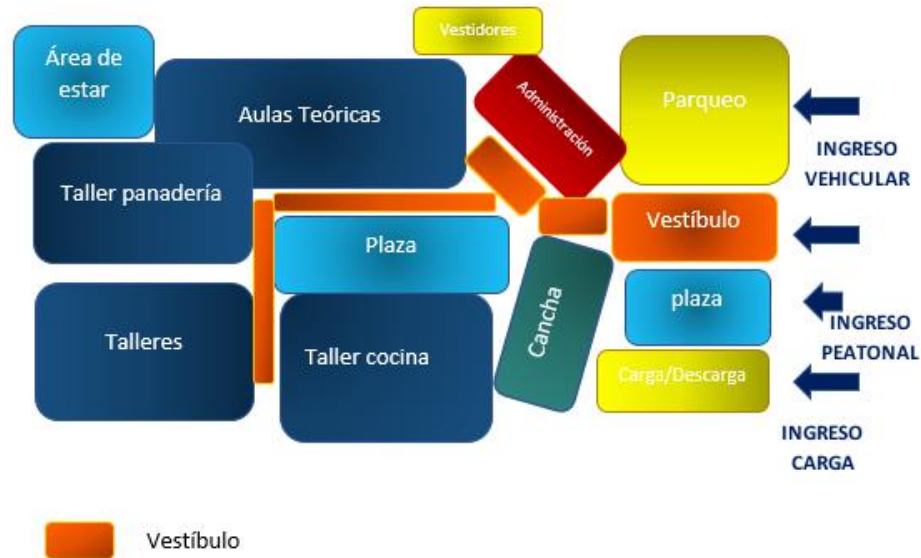 Vestidores
Área de
estar
Aulas Teóricas
Administración
Parqueo
INGRESO
VEHICULAR
Taller panadería
Vestíbulo
Plaza
plaza
INGRESO
PEATONAL
Talleres
Taller cocina
Cancha
Carga/Descarga
INGRESO
CARGA
Vestíbulo